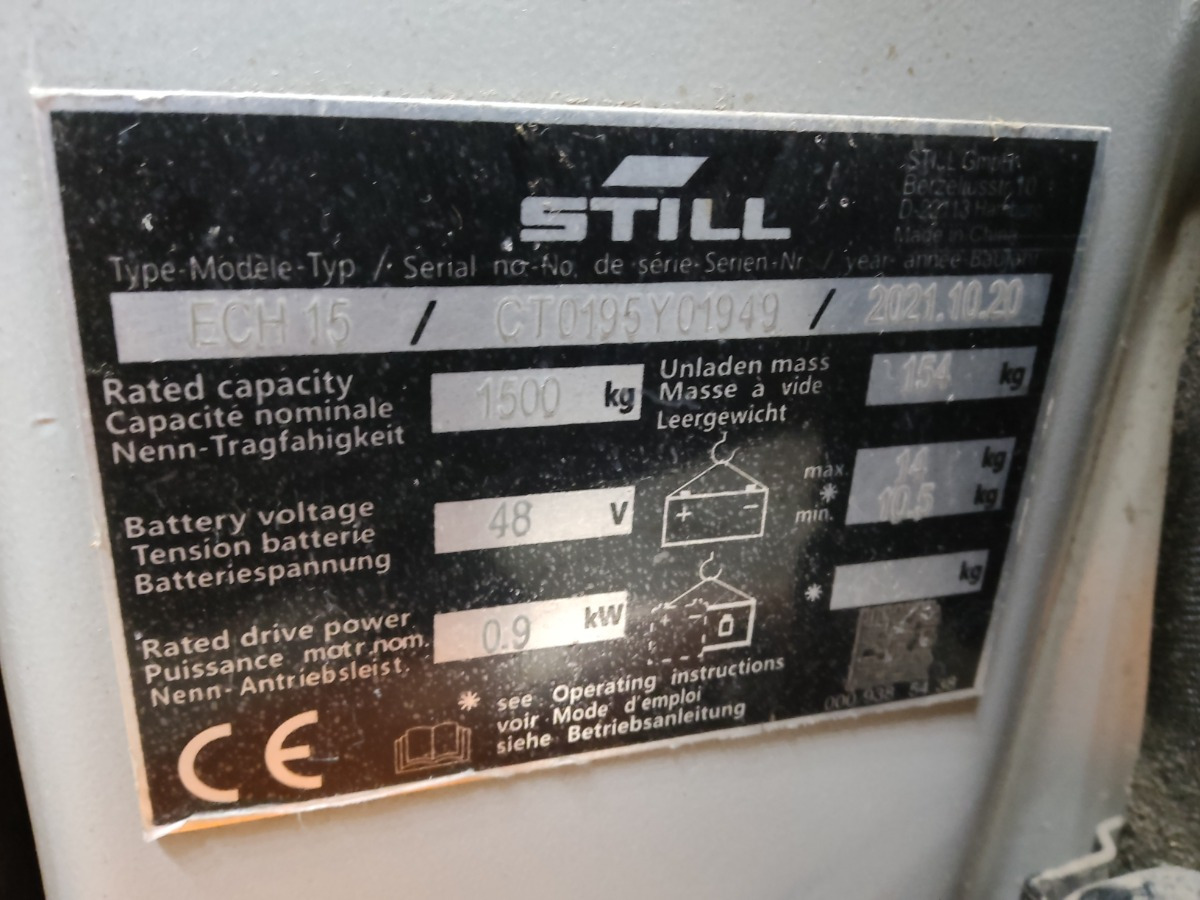 STILL
STILL GmbH
Berzeliusstr. 10
D-22113 Hamburg
Made in China
Type-Modèle-Typ / Serial no-No. de série-Serien-Nr / year-année-Baujahr
ECH 15 / CT0195Y01949 / 2021.10.20
Rated capacity
Capacité nominale
Nenn-Tragfähigkeit
1500 kg
Unladen mass
Masse à vide
Leergewicht
154 kg
max. 14 kg
*
min. 10.5 kg
Battery voltage
Tension batterie
Batteriespannung
48 V
+ -
* kg
Rated drive power
Puissance motr.nom.
Nenn-Antriebsleist.
0.9 kW
+ -
* see Operating instructions
voir Mode d'emploi
siehe Betriebsanleitung
CE
000 938